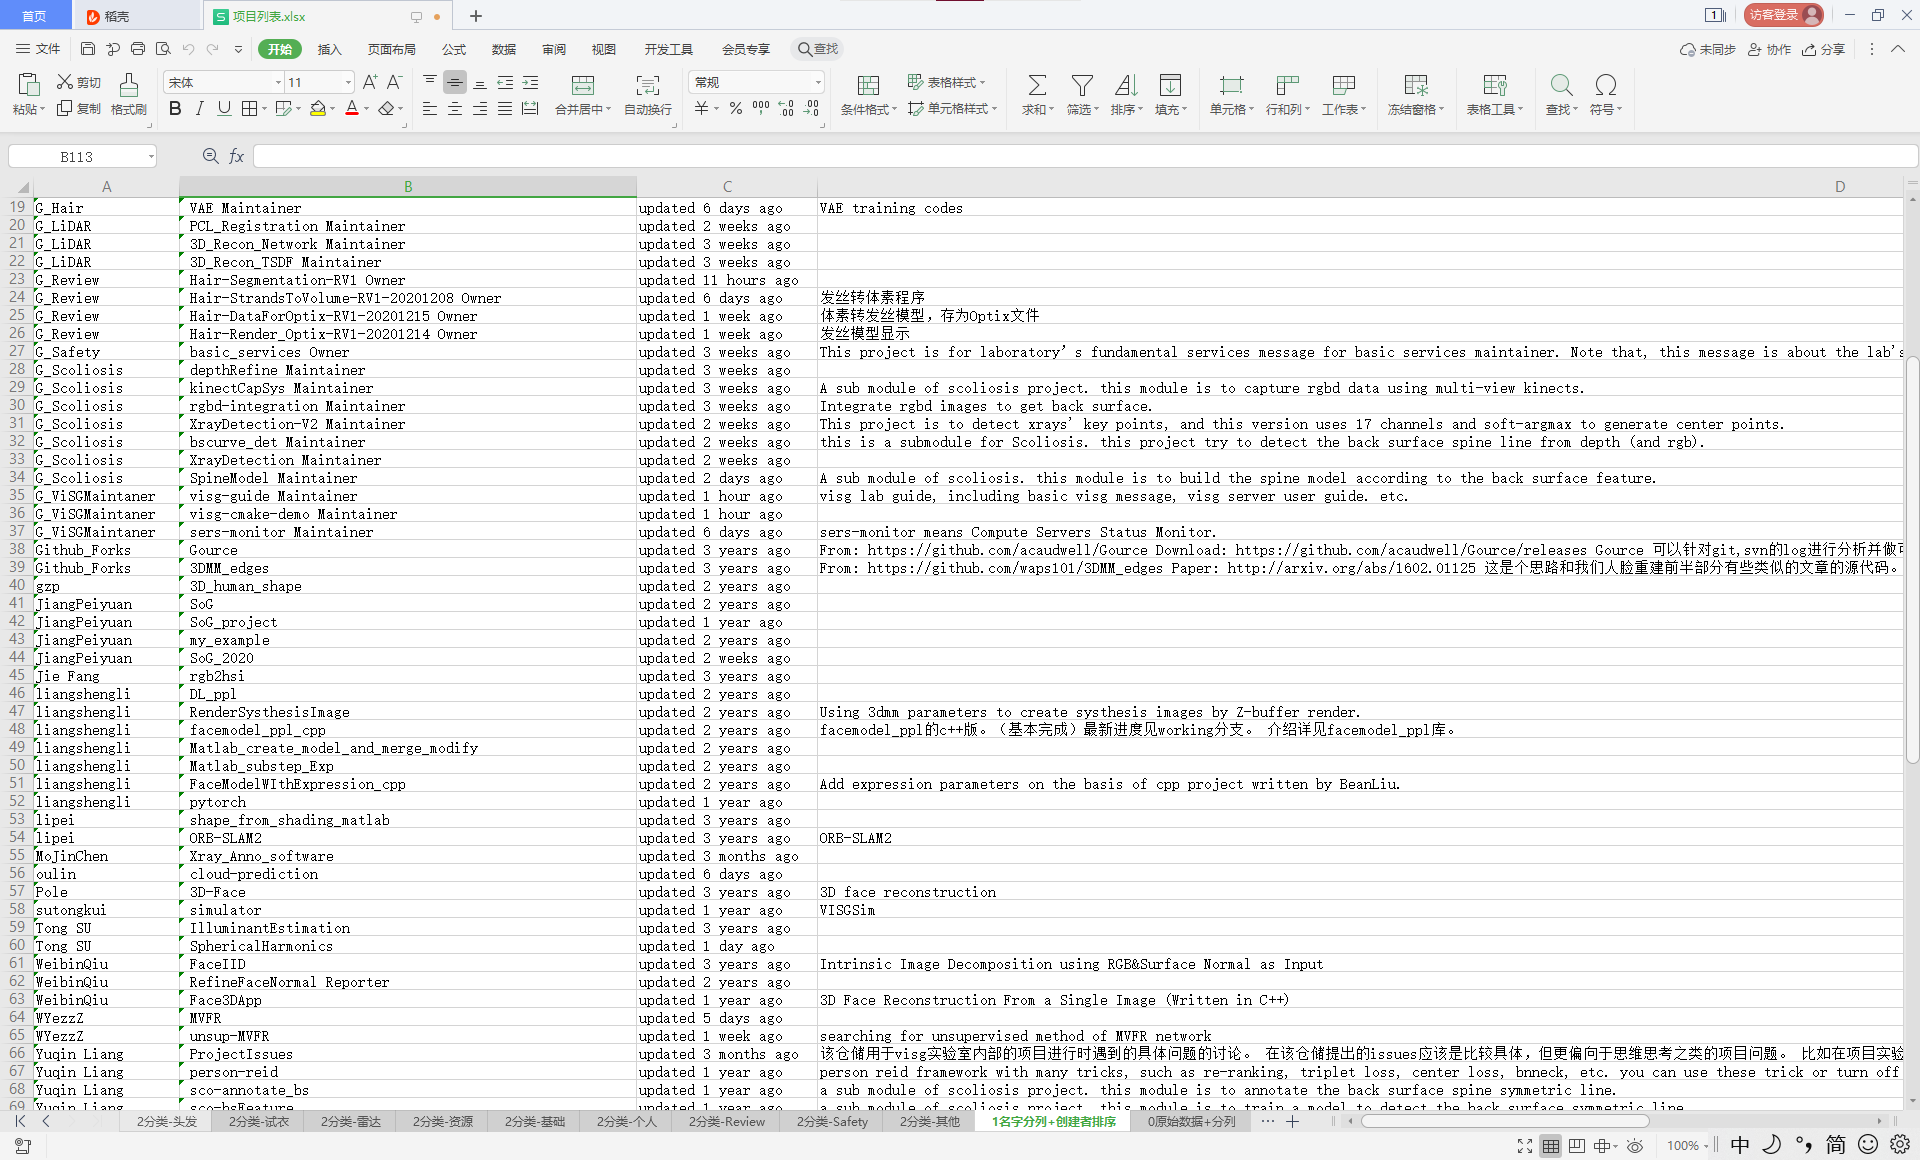 首页 稻壳 项目列表.xlsx 访客登录
文件 开始 插入 页面布局 公式 数据 审阅 视图 开发工具 会员专享 查找 未同步 协作 分享
剪切 宋体 11 常规 表格样式
粘贴 复制 格式刷 合并居中 自动换行 条件格式 单元格样式 求和 筛选 排序 填充 单元格 行和列 工作表 冻结窗格 表格工具 查找 符号
B113 fx
A B C D
19 G_Hair VAE Maintainer updated 6 days ago VAE training codes
20 G_LiDAR PCL_Registration Maintainer updated 2 weeks ago
21 G_LiDAR 3D_Recon_Network Maintainer updated 3 weeks ago
22 G_LiDAR 3D_Recon_TSDF Maintainer updated 3 weeks ago
23 G_Review Hair-Segmentation-RV1 Owner updated 11 hours ago
24 G_Review Hair-StrandsToVolume-RV1-20201208 Owner updated 6 days ago 发丝转体素程序
25 G_Review Hair-DataForOptix-RV1-20201215 Owner updated 1 week ago 体素转发丝模型，存为Optix文件
26 G_Review Hair-Render_Optix-RV1-20201214 Owner updated 1 week ago 发丝模型显示
27 G_Safety basic_services Owner updated 3 weeks ago This project is for laboratory’s fundamental services message for basic services maintainer. Note that, this message is about the lab's
28 G_Scoliosis depthRefine Maintainer updated 3 weeks ago
29 G_Scoliosis kinectCapSys Maintainer updated 3 weeks ago A sub module of scoliosis project. this module is to capture rgbd data using multi-view kinects.
30 G_Scoliosis rgbd-integration Maintainer updated 3 weeks ago Integrate rgbd images to get back surface.
31 G_Scoliosis XrayDetection-V2 Maintainer updated 2 weeks ago This project is to detect xrays’ key points, and this version uses 17 channels and soft-argmax to generate center points.
32 G_Scoliosis bscurve_det Maintainer updated 2 weeks ago this is a submodule for Scoliosis. this project try to detect the back surface spine line from depth (and rgb).
33 G_Scoliosis XrayDetection Maintainer updated 2 weeks ago
34 G_Scoliosis SpineModel Maintainer updated 2 days ago A sub module of scoliosis. this module is to build the spine model according to the back surface feature.
35 G_ViSGMaintaner visg-guide Maintainer updated 1 hour ago visg lab guide, including basic visg message, visg server user guide. etc.
36 G_ViSGMaintaner visg-cmake-demo Maintainer updated 1 hour ago
37 G_ViSGMaintaner sers-monitor Maintainer updated 6 days ago sers-monitor means Compute Servers Status Monitor.
38 Github_Forks Gource updated 3 years ago From: https://github.com/acaudwell/Gource Download: https://github.com/acaudwell/Gource/releases Gource 可以针对git,svn的log进行分析并做可
39 Github_Forks 3DMM_edges updated 3 years ago From: https://github.com/waps101/3DMM_edges Paper: http://arxiv.org/abs/1602.01125 这是个思路和我们人脸重建前半部分有些类似的文章的源代码。
40 gzp 3D_human_shape updated 2 years ago
41 JiangPeiyuan SoG updated 2 years ago
42 JiangPeiyuan SoG_project updated 1 year ago
43 JiangPeiyuan my_example updated 2 years ago
44 JiangPeiyuan SoG_2020 updated 2 weeks ago
45 Jie Fang rgb2hsi updated 3 years ago
46 liangshengli DL_ppl updated 2 years ago
47 liangshengli RenderSysthesisImage updated 2 years ago Using 3dmm parameters to create systhesis images by Z-buffer render.
48 liangshengli facemodel_ppl_cpp updated 2 years ago facemodel_ppl的c++版。（基本完成）最新进度见working分支。 介绍详见facemodel_ppl库。
49 liangshengli Matlab_create_model_and_merge_modify updated 2 years ago
50 liangshengli Matlab_substep_Exp updated 2 years ago
51 liangshengli FaceModelWIthExpression_cpp updated 2 years ago Add expression parameters on the basis of cpp project written by BeanLiu.
52 liangshengli pytorch updated 1 year ago
53 lipei shape_from_shading_matlab updated 3 years ago
54 lipei ORB-SLAM2 updated 3 years ago ORB-SLAM2
55 MoJinChen Xray_Anno_software updated 3 months ago
56 oulin cloud-prediction updated 6 days ago
57 Pole 3D-Face updated 3 years ago 3D face reconstruction
58 sutongkui simulator updated 1 year ago VISGSim
59 Tong SU IlluminantEstimation updated 3 years ago
60 Tong SU SphericalHarmonics updated 1 day ago
61 WeibinQiu FaceIID updated 3 years ago Intrinsic Image Decomposition using RGB&Surface Normal as Input
62 WeibinQiu RefineFaceNormal Reporter updated 2 years ago
63 WeibinQiu Face3DApp updated 1 year ago 3D Face Reconstruction From a Single Image (Written in C++)
64 WYezzZ MVFR updated 5 days ago
65 WYezzZ unsup-MVFR updated 1 week ago searching for unsupervised method of MVFR network
66 Yuqin Liang ProjectIssues updated 3 months ago 该仓储用于visg实验室内部的项目进行时遇到的具体问题的讨论。 在该仓储提出的issues应该是比较具体，但更偏向于思维思考之类的项目问题。 比如在项目实验
67 Yuqin Liang person-reid updated 1 year ago person reid framework with many tricks, such as re-ranking, triplet loss, center loss, bnneck, etc. you can use these trick or turn off
68 Yuqin Liang sco-annotate_bs updated 1 year ago a sub module of scoliosis project. this module is to annotate the back surface spine symmetric line.
69 Yuqin Liang sco-bsFeature updated 1 year ago a sub module of scoliosis project. this module is to train a model to detect the back surface symmetric line
2分类-头发 2分类-试衣 2分类-雷达 2分类-资源 2分类-基础 2分类-个人 2分类-Review 2分类-Safety 2分类-其他 1名字分列+创建者排序 0原始数据+分列
100% 中 简